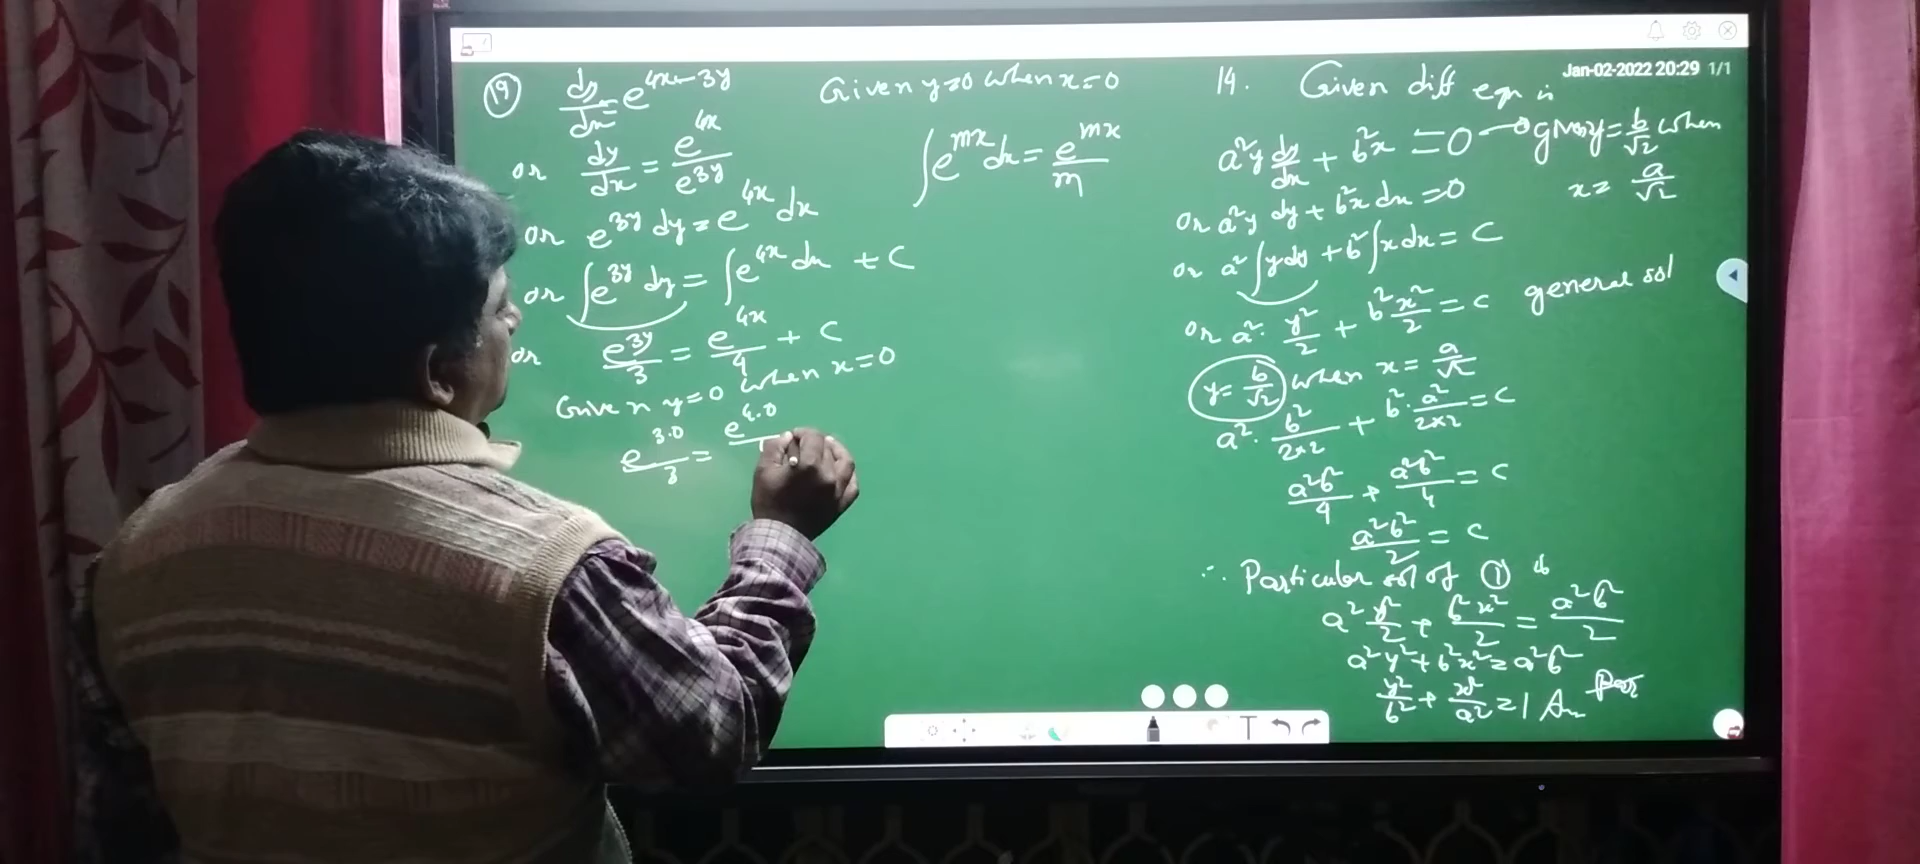 Jan-02-2022 20:29 1/1
19 dy/dx = e^{4x-3y} Given y=0 when x=0
or dy/dx = e^{4x}/e^{3y}
∫e^{mx} dx = e^{mx}/m
or e^{3y} dy = e^{4x} dx
or ∫e^{3y} dy = ∫e^{4x} dx + C
or e^{3y}/3 = e^{4x}/4 + C
Given y=0 when x=0
e^{3.0}/3 = e^{4.0}/
14. Given diff eqn is
a²y dy/dx + b²x = 0 → given y = b/√2 when
x = a/√2
or a²y dy + b²x dx = 0
or a²∫y dy + b²∫x dx = C
or a². y²/2 + b² x²/2 = C general sol
y = b/√2 when x = a/√2
a². b²/2×2 + b². a²/2×2 = C
a²b²/4 + a²b²/4 = C
a²b²/2 = C
∴ Particular sol of ① is
a² y²/2 + b² x²/2 = a²b²/2
a²y² + b²x² = a²b²
y²/b² + x²/a² = 1 An
T